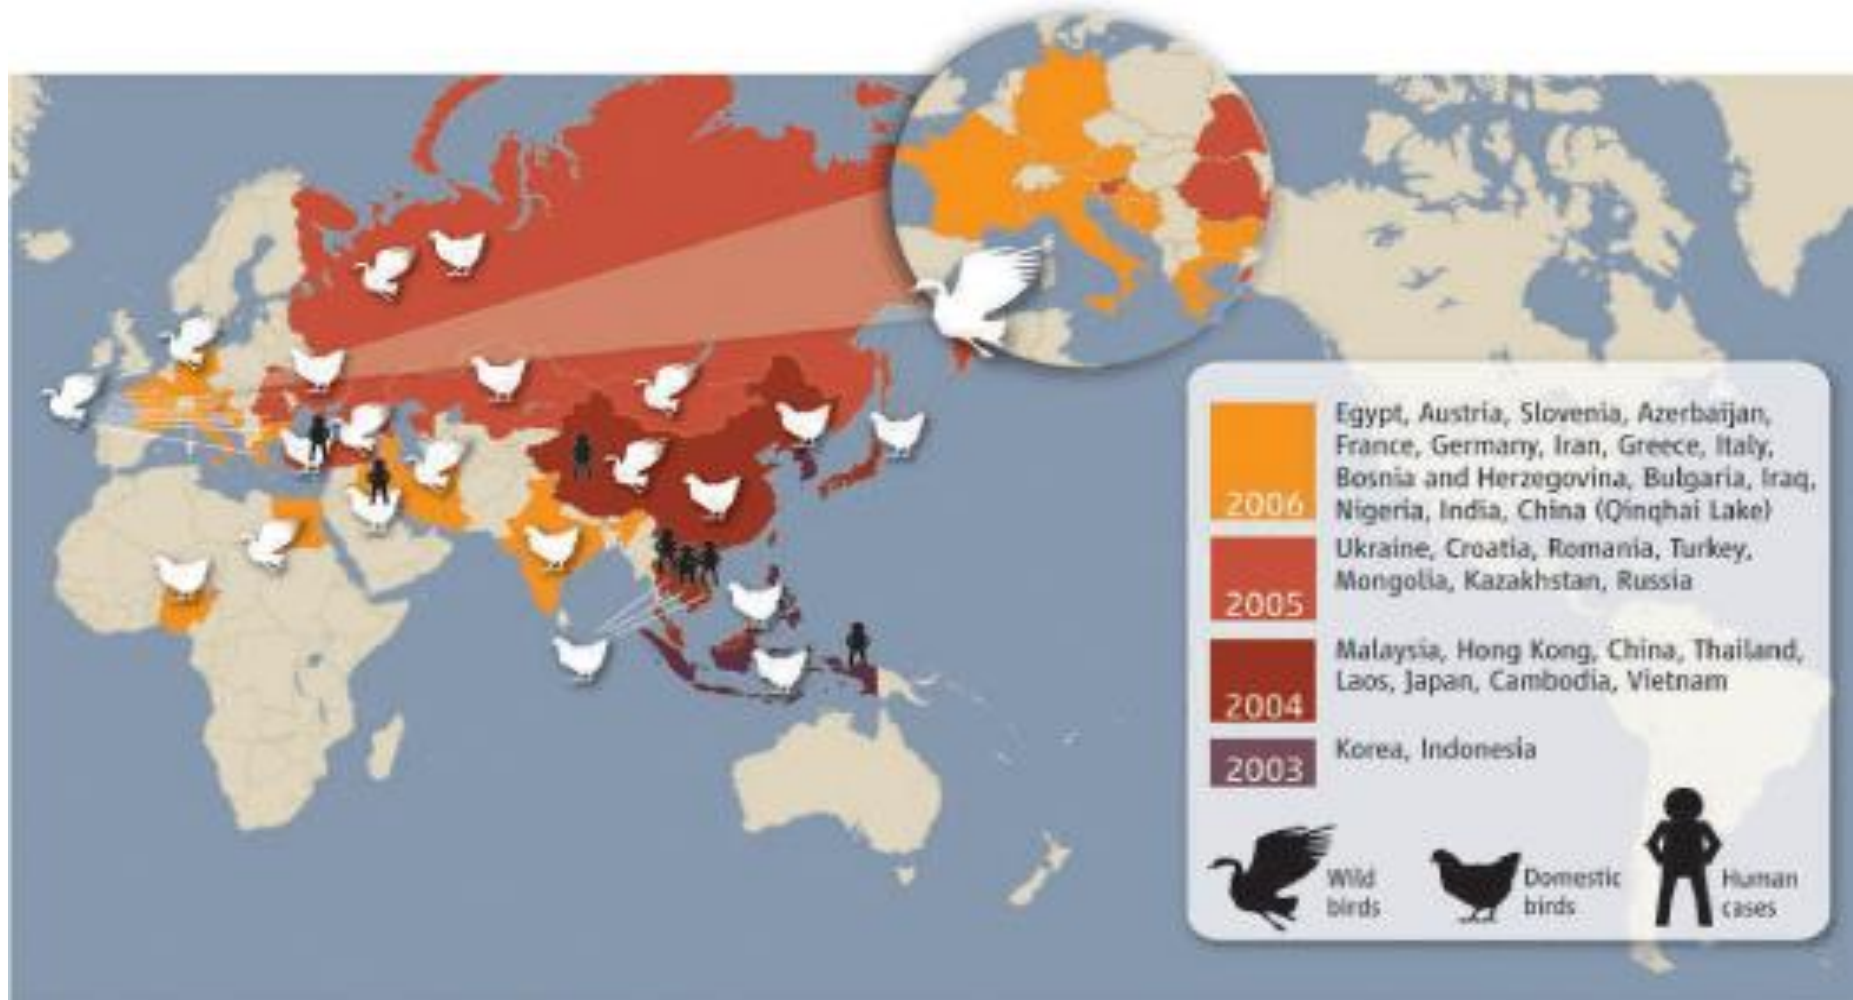 2006
Egypt, Austria, Slovenia, Azerbaijan,
France, Germany, Iran, Greece, Italy,
Bosnia and Herzegovina, Bulgaria, Iraq,
Nigeria, India, China (Qinghai Lake)
2005
Ukraine, Croatia, Romania, Turkey,
Mongolia, Kazakhstan, Russia
2004
Malaysia, Hong Kong, China, Thailand,
Laos, Japan, Cambodia, Vietnam
2003
Korea, Indonesia
Wild
birds
Domestic
birds
Human
cases